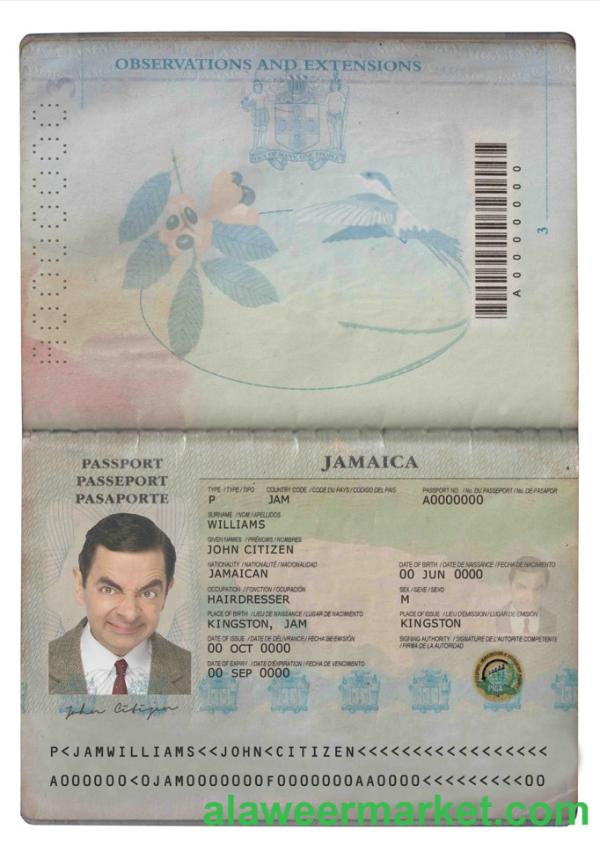 OBSERVATIONS AND EXTENSIONS
OUT OF MANY, ONE PEOPLE
A0000000
3
PASSPORT
PASSEPORT
PASAPORTE
JAMAICA
TYPE / TYPE / TIPO COUNTRY CODE / CODE DU PAYS / CODIGO DEL PAIS PASSPORT NO. / No. DU PASSEPORT / No. DE PASAPOR
P JAM A0000000
SURNAME / NOM / APELLIDOS
WILLIAMS
GIVEN NAMES / PRÉNOMS / NOMBRES
JOHN CITIZEN
NATIONALITY / NATIONALITÉ / NACIONALIDAD DATE OF BIRTH / DATE DE NAISSANCE / FECHA DE NACIMIENTO
JAMAICAN 00 JUN 0000
OCCUPATION / FONCTION / OCUPACIÓN SEX / SEXE / SEXO
HAIRDRESSER M
PLACE OF BIRTH / LIEU DE NAISSANCE / LUGAR DE NACIMIENTO PLACE OF ISSUE / LIEU D'ÉMISSION / LUGAR DE EMISIÓN
KINGSTON, JAM KINGSTON
DATE OF ISSUE / DATE DE DÉLIVRANCE / FECHA DE EMISIÓN SIGNING AUTHORITY / SIGNATURE DE L'AUTORITÉ COMPETENTE
00 OCT 0000 / FIRMA DE LA AUTORIDAD
DATE OF EXPIRY / DATE D'EXPIRATION / FECHA DE VENCIMIENTO
00 SEP 0000
PICA
John Citizen
P<JAMWILLIAMS<<JOHN<CITIZEN<<<<<<<<<<<<<<<<<<
A000000<0JAM0000000F0000000AA0000<<<<<<<<<00
alaweermarket.com